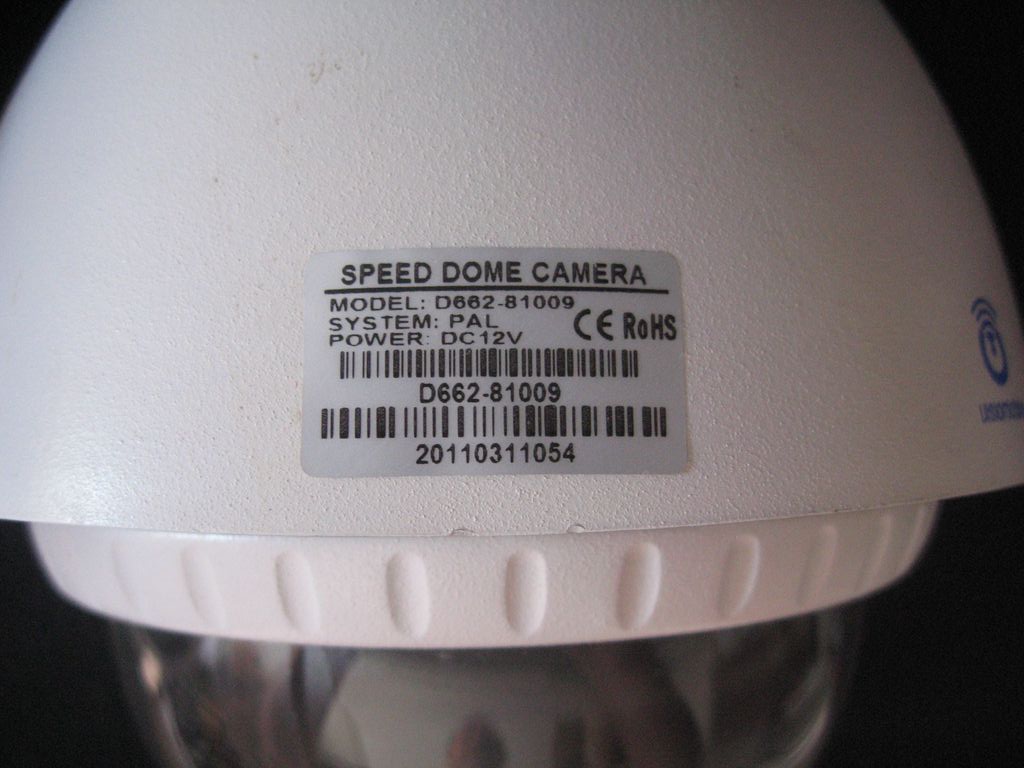 SPEED DOME CAMERA
MODEL: D662-81009
SYSTEM: PAL
POWER: DC12V
CE RoHS
D662-81009
20110311054